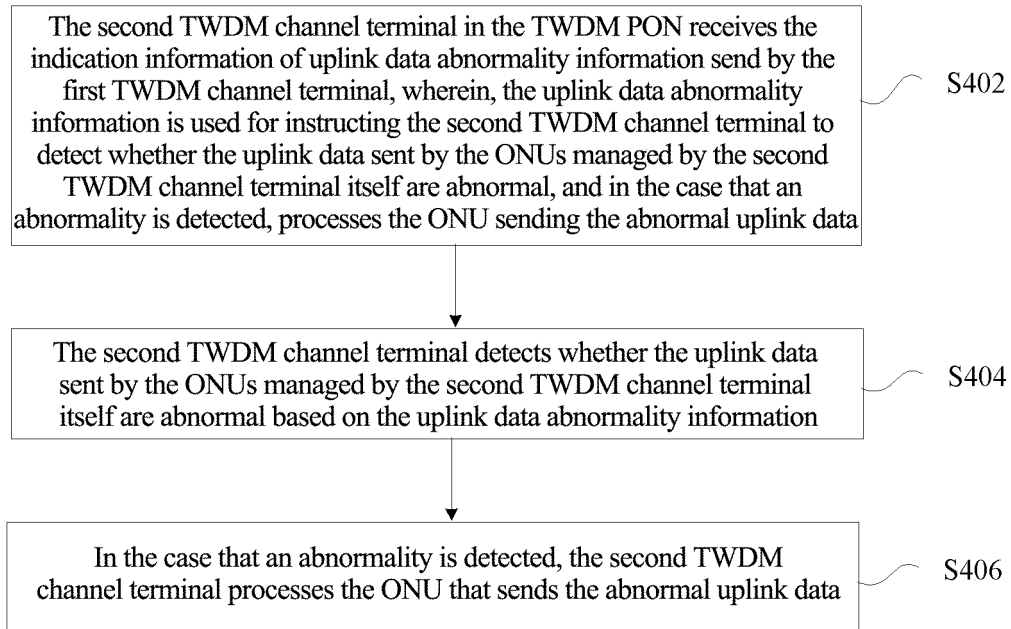 The second TWDM channel terminal in the TWDM PON receives the
indication information of uplink data abnormality information send by the
first TWDM channel terminal, wherein, the uplink data abnormality
information is used for instructing the second TWDM channel terminal to
detect whether the uplink data sent by the ONUs managed by the second
TWDM channel terminal itself are abnormal, and in the case that an
abnormality is detected, processes the ONU sending the abnormal uplink data
S402
The second TWDM channel terminal detects whether the uplink data
sent by the ONUs managed by the second TWDM channel terminal
itself are abnormal based on the uplink data abnormality information
S404
In the case that an abnormality is detected, the second TWDM
channel terminal processes the ONU that sends the abnormal uplink data
S406